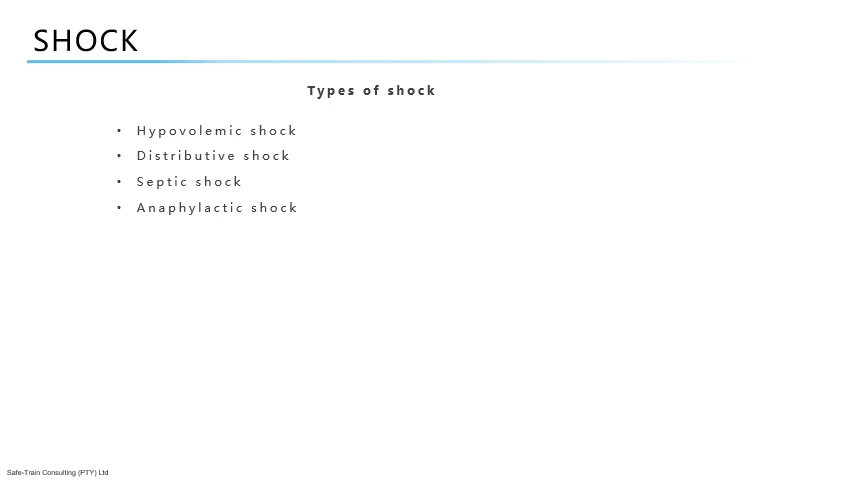 SHOCK
Types of shock
• Hypovolemic shock
• Distributive shock
• Septic shock
• Anaphylactic shock
Safe-Train Consulting (PTY) Ltd